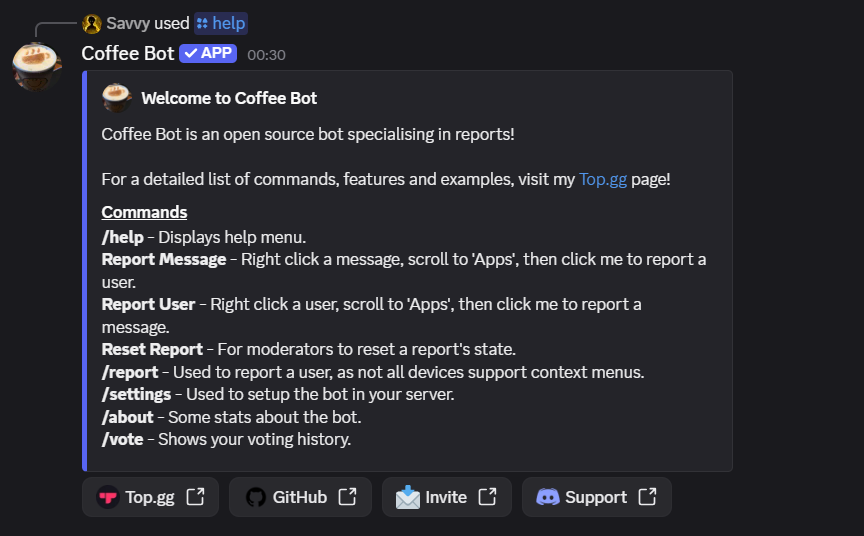 Savvy used help
Coffee Bot APP 00:30
Welcome to Coffee Bot
Coffee Bot is an open source bot specialising in reports!
For a detailed list of commands, features and examples, visit my Top.gg page!
Commands
/help - Displays help menu.
Report Message - Right click a message, scroll to 'Apps', then click me to report a
user.
Report User - Right click a user, scroll to 'Apps', then click me to report a
message.
Reset Report - For moderators to reset a report's state.
/report - Used to report a user, as not all devices support context menus.
/settings - Used to setup the bot in your server.
/about - Some stats about the bot.
/vote - Shows your voting history.
Top.gg GitHub Invite Support